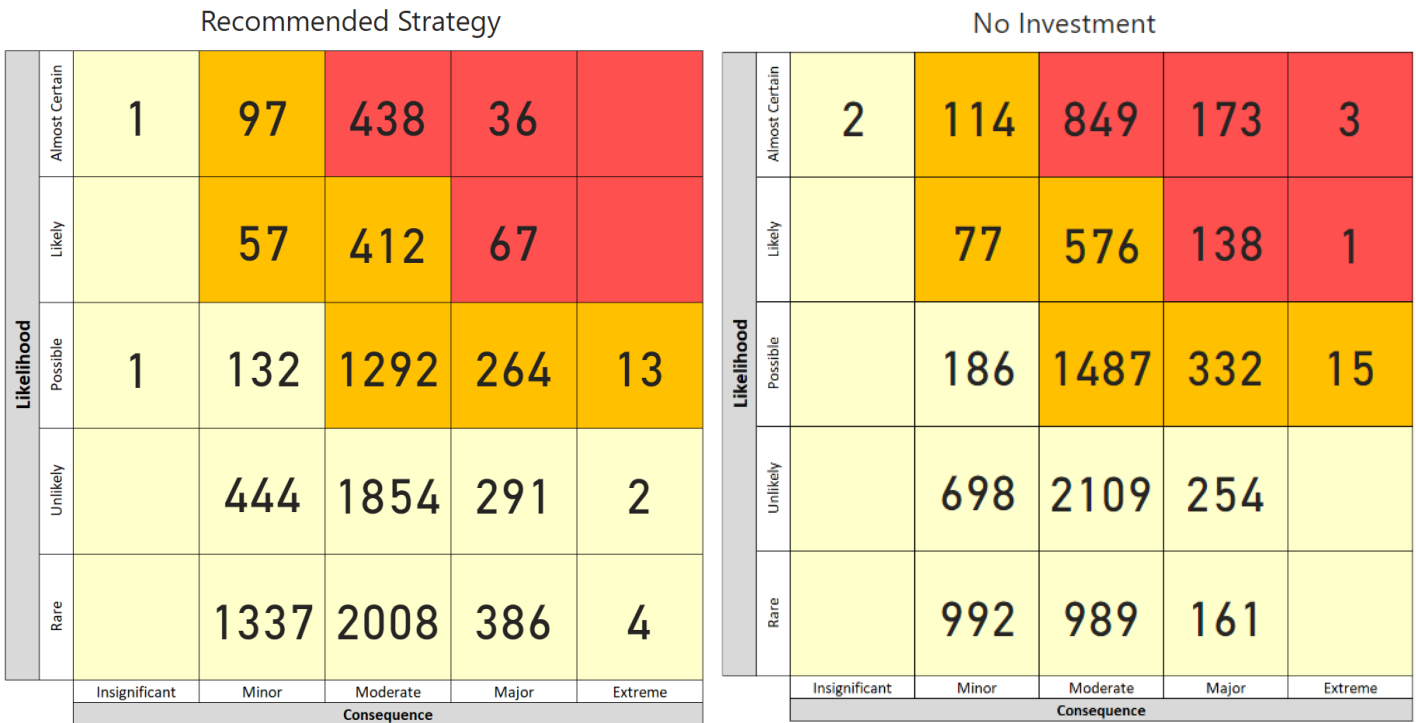 Recommended Strategy
No Investment
Likelihood
Almost Certain
1 97 438 36
Likely
57 412 67
Possible
1 132 1292 264 13
Unlikely
444 1854 291 2
Rare
1337 2008 386 4
Insignificant Minor Moderate Major Extreme
Consequence
Likelihood
Almost Certain
2 114 849 173 3
Likely
77 576 138 1
Possible
186 1487 332 15
Unlikely
698 2109 254
Rare
992 989 161
Insignificant Minor Moderate Major Extreme
Consequence